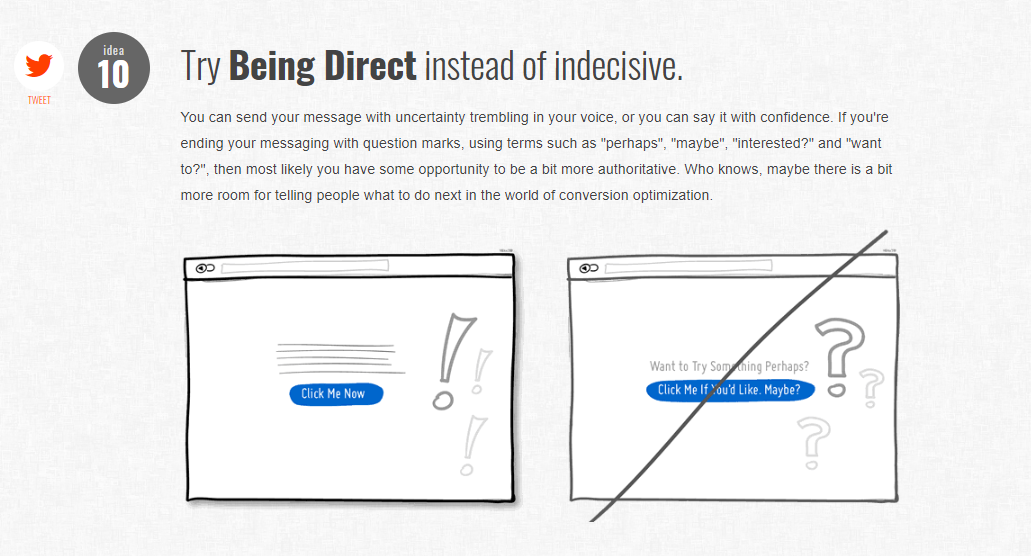 idea
10
TWEET
Try Being Direct instead of indecisive.
You can send your message with uncertainty trembling in your voice, or you can say it with confidence. If you're
ending your messaging with question marks, using terms such as "perhaps", "maybe", "interested?" and "want
to?", then most likely you have some opportunity to be a bit more authoritative. Who knows, maybe there is a bit
more room for telling people what to do next in the world of conversion optimization.
Click Me Now
! ! !
Want to Try Something Perhaps?
Click Me If You'd Like. Maybe?
? ? ?